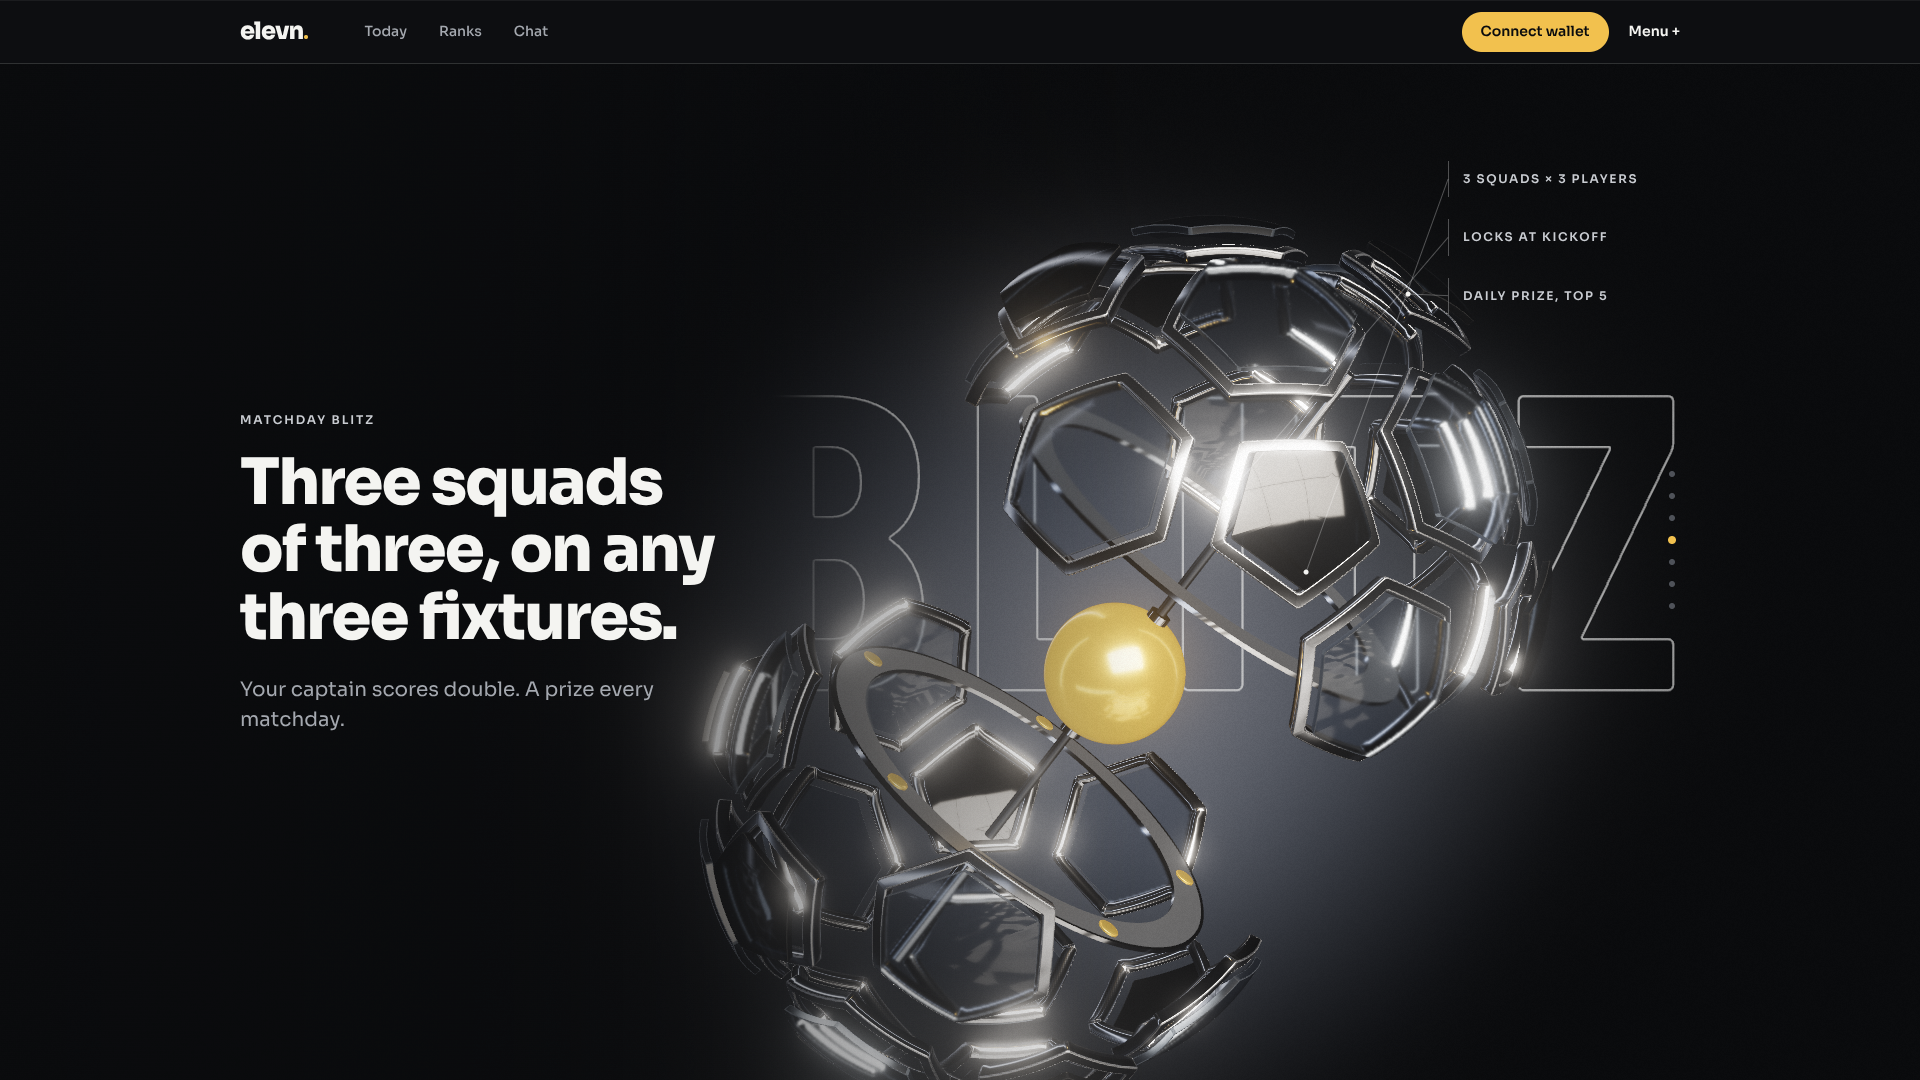 elevn.
Today
Ranks
Chat
Connect wallet
Menu +
3 SQUADS × 3 PLAYERS
LOCKS AT KICKOFF
DAILY PRIZE, TOP 5
MATCHDAY BLITZ
Three squads
of three, on any
three fixtures.
Your captain scores double. A prize every
matchday.
BLITZ